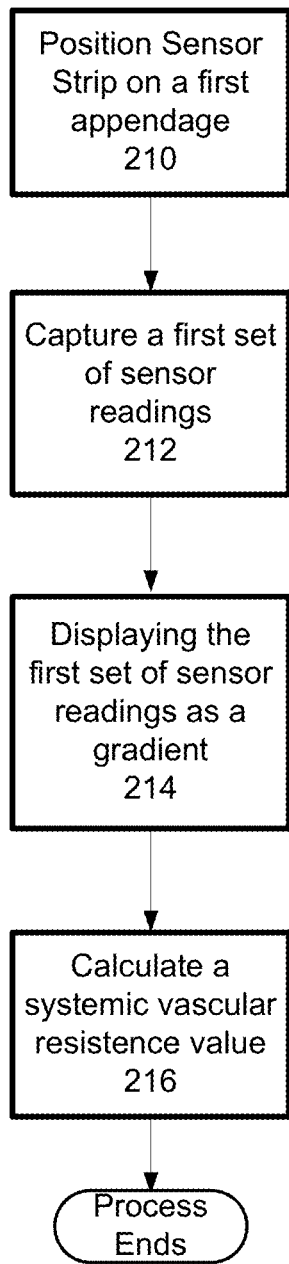 Position Sensor
Strip on a first
appendage
210
Capture a first set
of sensor
readings
212
Displaying the
first set of sensor
readings as a
gradient
214
Calculate a
systemic vascular
resistence value
216
Process
Ends